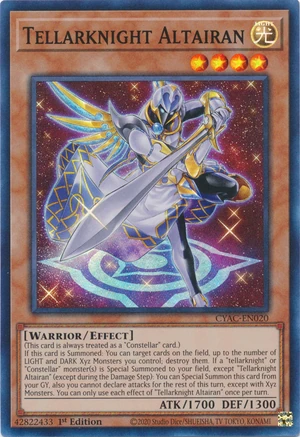 TELLARKNIGHT ALTAIRAN
LIGHT
光
CYAC-EN020
[WARRIOR/EFFECT]
(This card is always treated as a "Constellar" card.)
If this card is Summoned: You can target cards on the field, up to the number of
LIGHT and DARK Xyz Monsters you control; destroy them. If a "tellarknight" or
"Constellar" monster(s) is Special Summoned to your field, except "Tellarknight
Altairan" (except during the Damage Step): You can Special Summon this card from
your GY, also you cannot declare attacks for the rest of this turn, except with Xyz
Monsters. You can only use each effect of "Tellarknight Altairan" once per turn.
ATK/1700 DEF/1300
42822433 1st Edition ©2020 Studio Dice/SHUEISHA, TV TOKYO, KONAMI